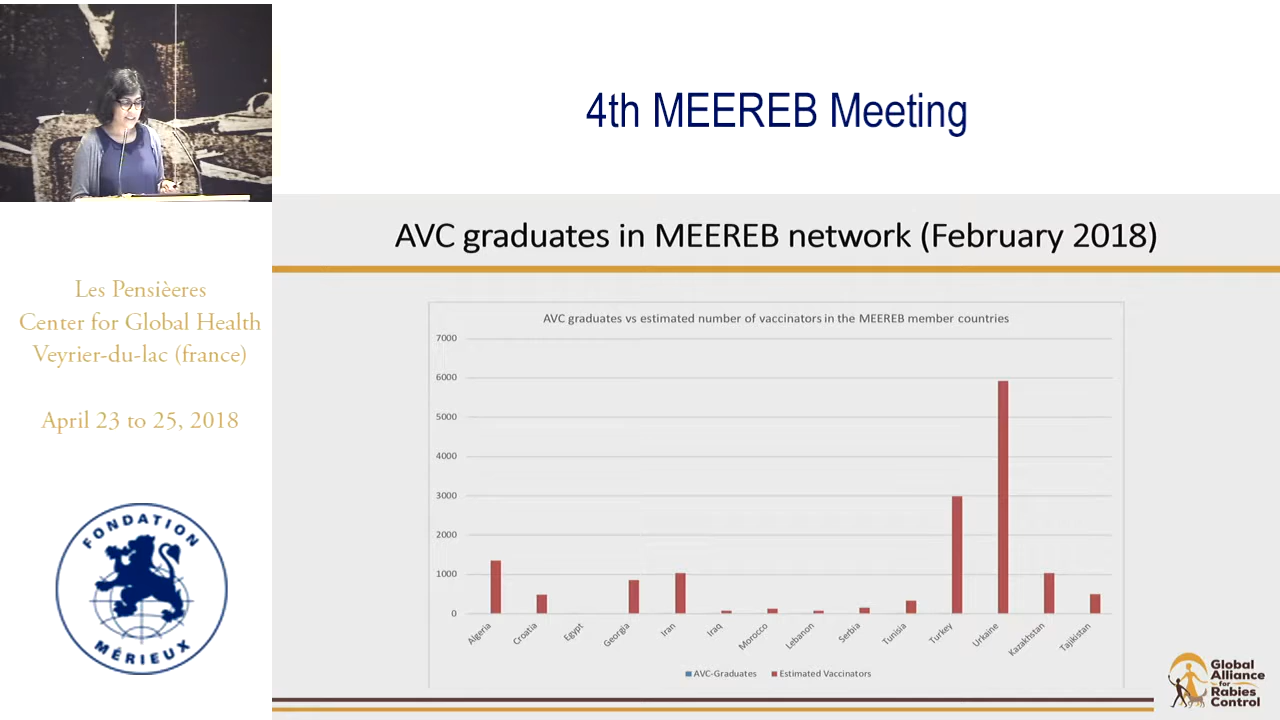 4th MEEREB Meeting
AVC graduates in MEEREB network (February 2018)
Les Pensièeres
Center for Global Health
Veyrier-du-lac (france)
April 23 to 25, 2018
FONDATION
MÉRIEUX
AVC graduates vs estimated number of vaccinators in the MEEREB member countries
7000
6000
5000
4000
3000
2000
1000
0
Algeria
Croatia
Egypt
Georgia
Iran
Iraq
Morocco
Lebanon
Serbia
Tunisia
Turkey
Urkaine
Kazakhstan
Tajikistan
AVC-Graduates
Estimated Vaccinators
Global
Alliance
for
Rabies
Control